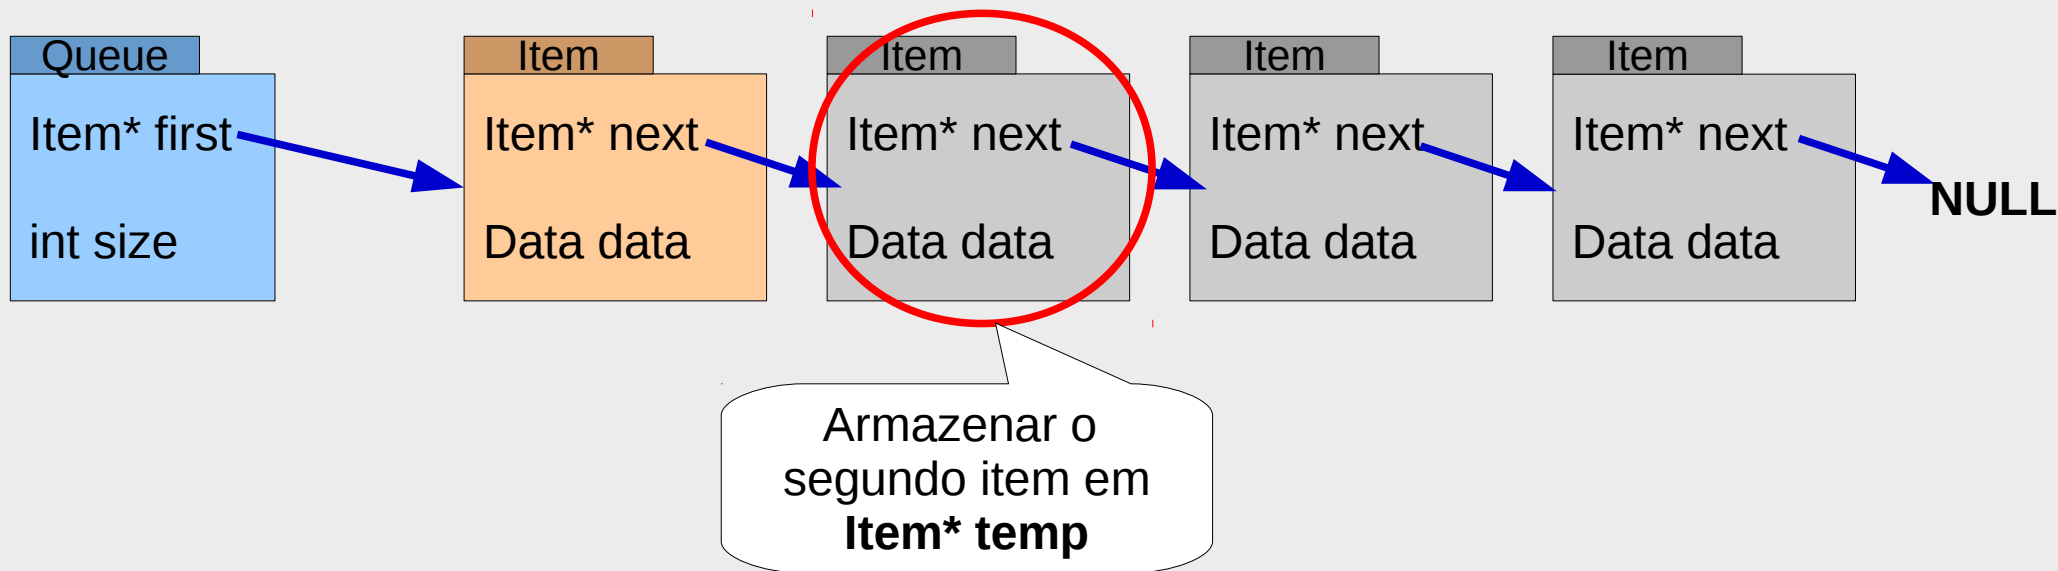 Queue
Item* first
int size
Item
Item* next
Data data
Item
Item* next
Data data
Item
Item* next
Data data
Item
Item* next
Data data
NULL
Armazenar o
segundo item em
Item* temp